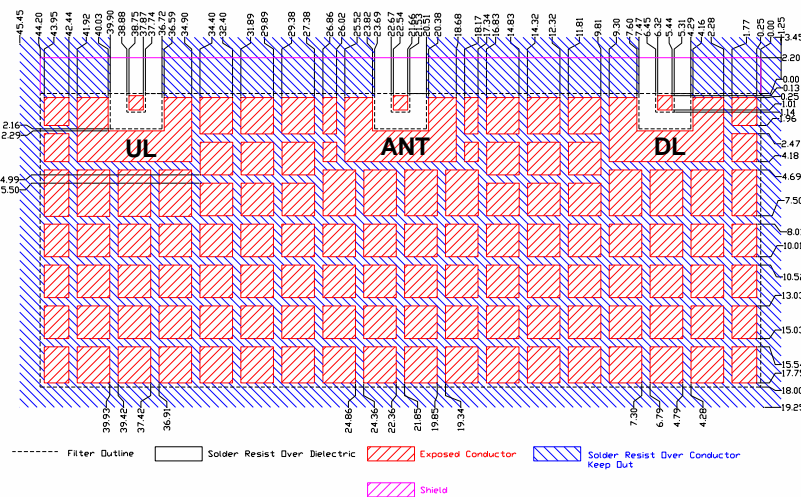 45.45 44.20 43.95 42.44 41.92 40.03 39.90 38.88 38.75 37.87 37.74 36.72 36.59 34.90 34.40 32.40 31.89 29.89 29.38 27.38 26.86 26.02 25.52 23.82 23.69 22.67 22.54 21.66 21.53 20.51 20.38 18.68 18.17 17.34 16.83 14.83 14.32 12.32 11.81 9.81 9.30 7.60 7.47 6.45 6.32 5.44 5.31 4.29 4.16 2.28 1.77 0.25 0.00 1.25
3.45
2.20
0.00
0.13
0.25
1.01
1.14
1.96
2.16
2.29
UL ANT DL
2.47
4.18
4.99
4.69
5.50
7.50
8.01
10.01
10.52
13.03
15.03
15.54
17.75
18.00
19.25
39.93 39.42 37.42 36.91 24.86 24.36 22.36 21.85 19.85 19.34 7.30 6.79 4.79 4.28
Filter Outline
Solder Resist Over Dielectric
Exposed Conductor
Solder Resist Over Conductor
Keep Out
Shield